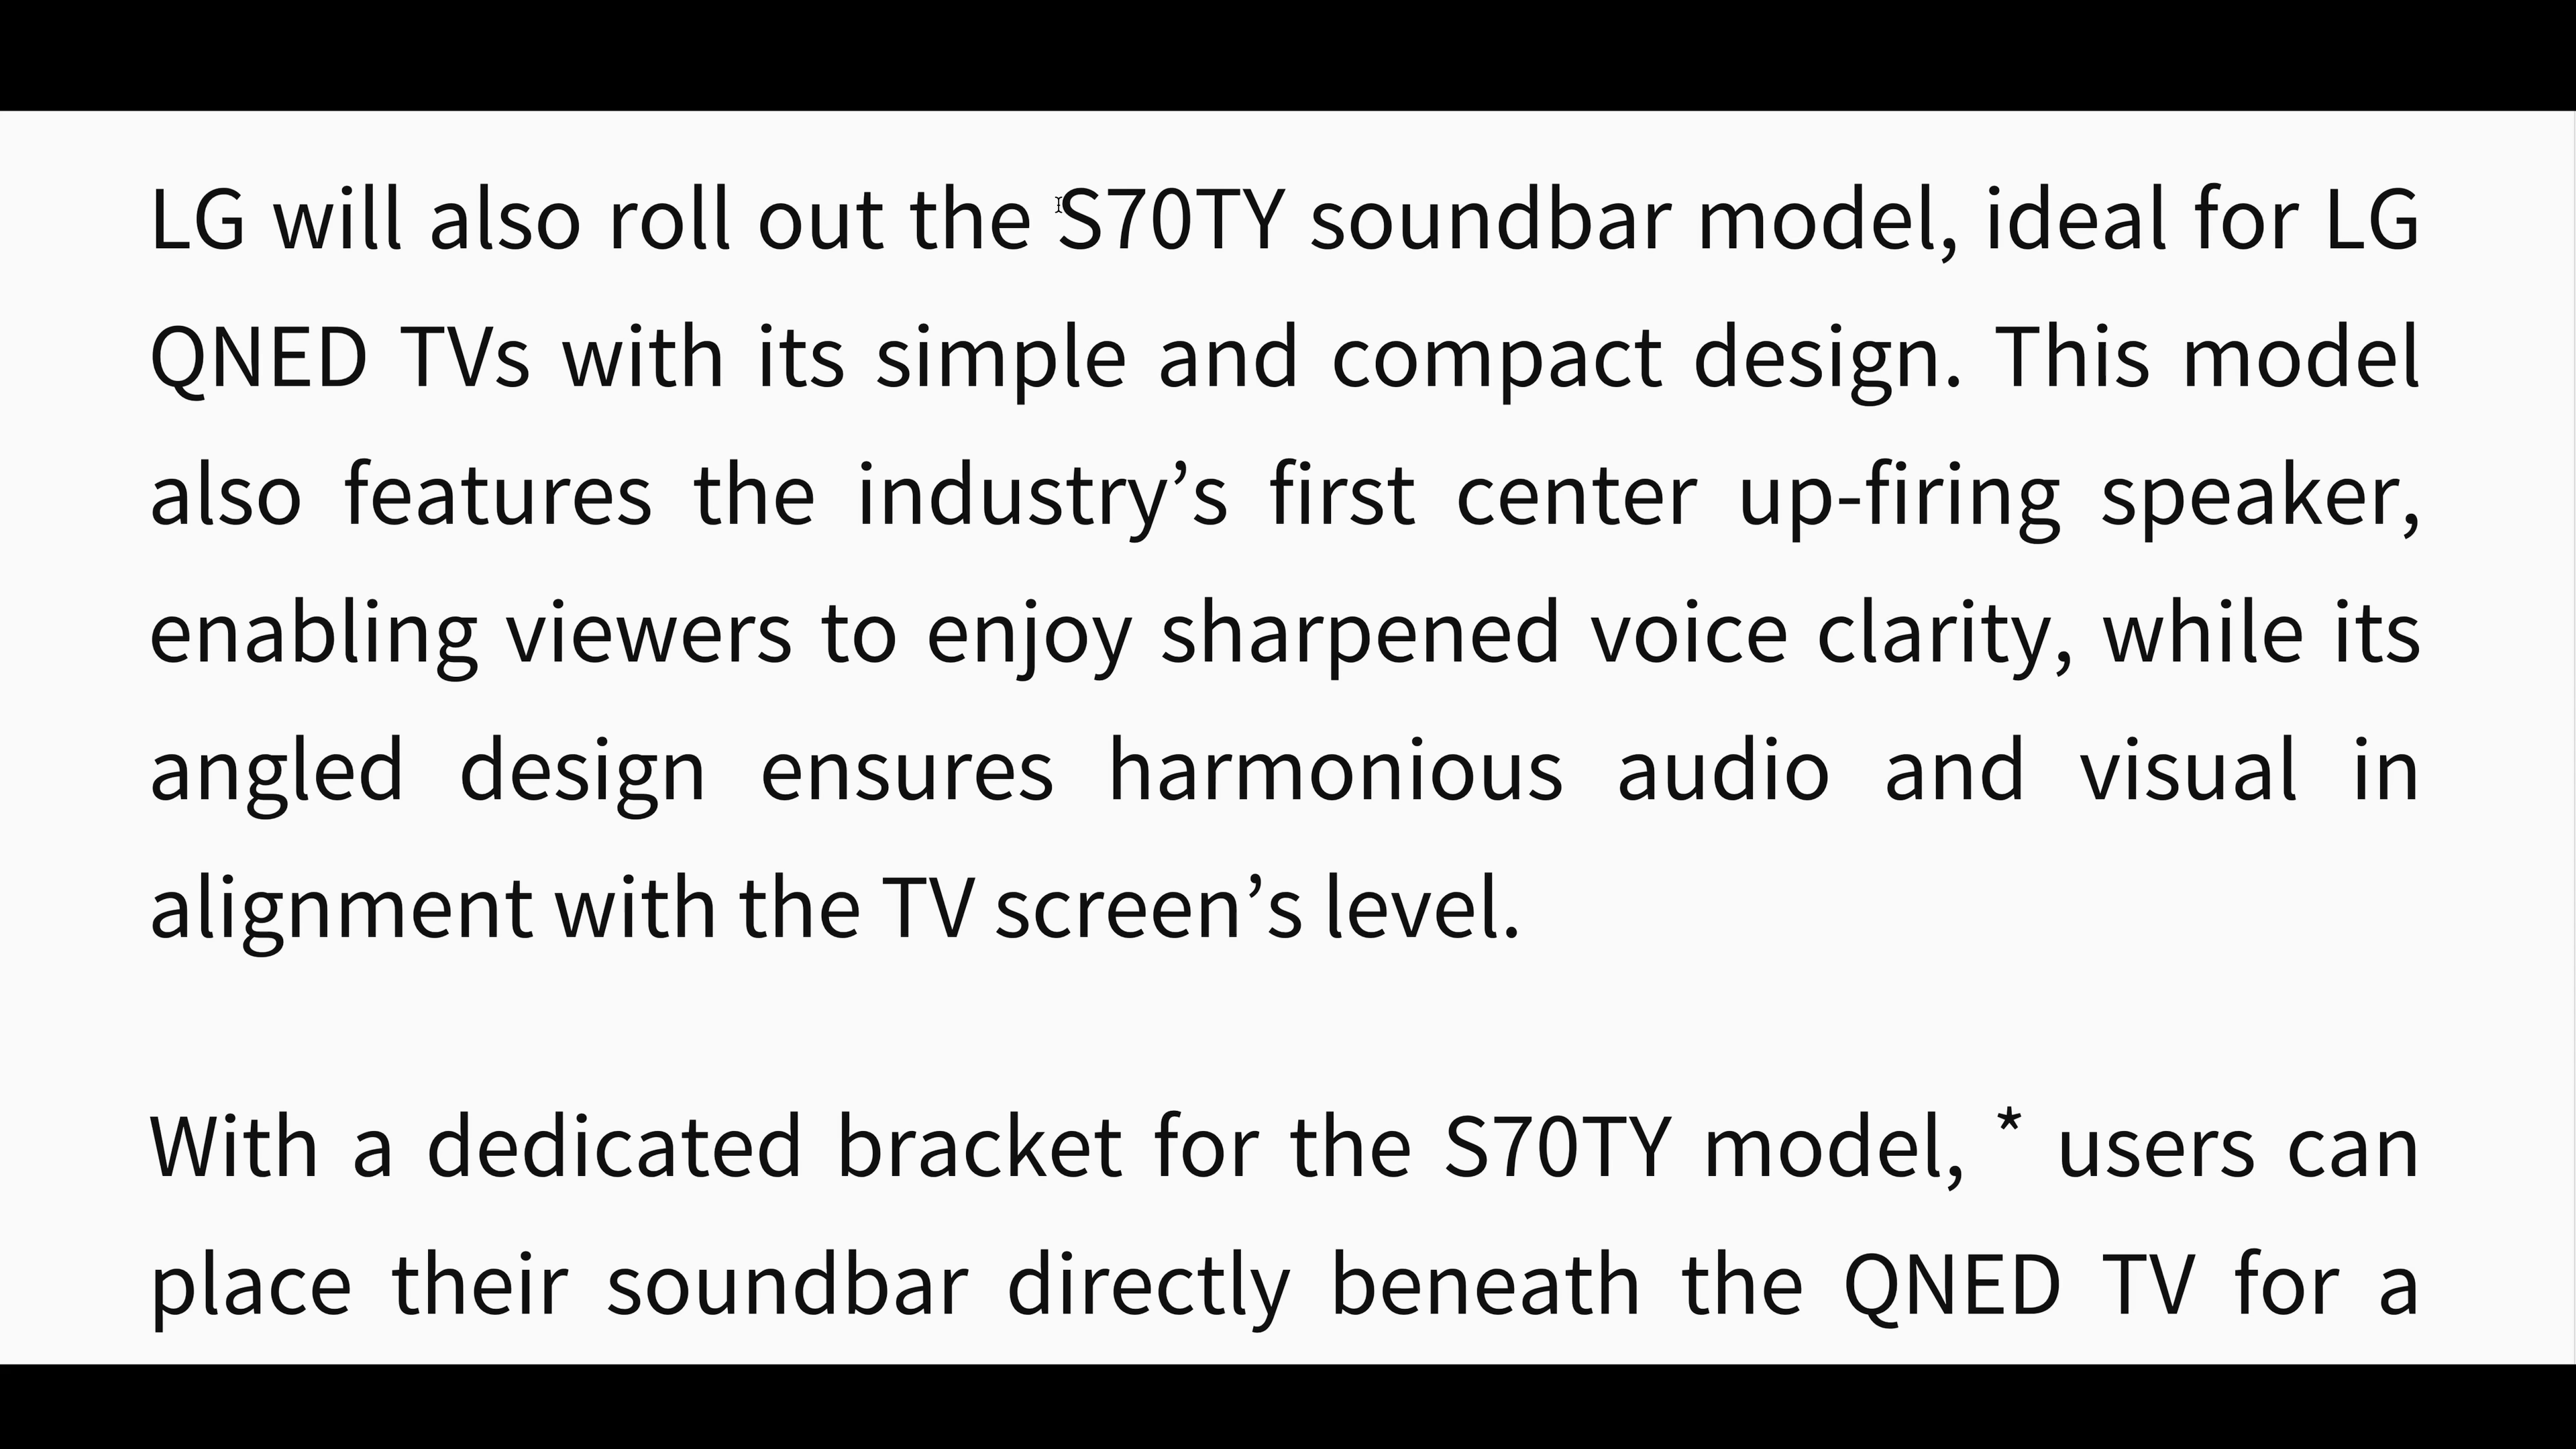 LG will also roll out the S70TY soundbar model, ideal for LG
QNED TVs with its simple and compact design. This model
also features the industry’s first center up-firing speaker,
enabling viewers to enjoy sharpened voice clarity, while its
angled design ensures harmonious audio and visual in
alignment with the TV screen’s level.
With a dedicated bracket for the S70TY model, * users can
place their soundbar directly beneath the QNED TV for a